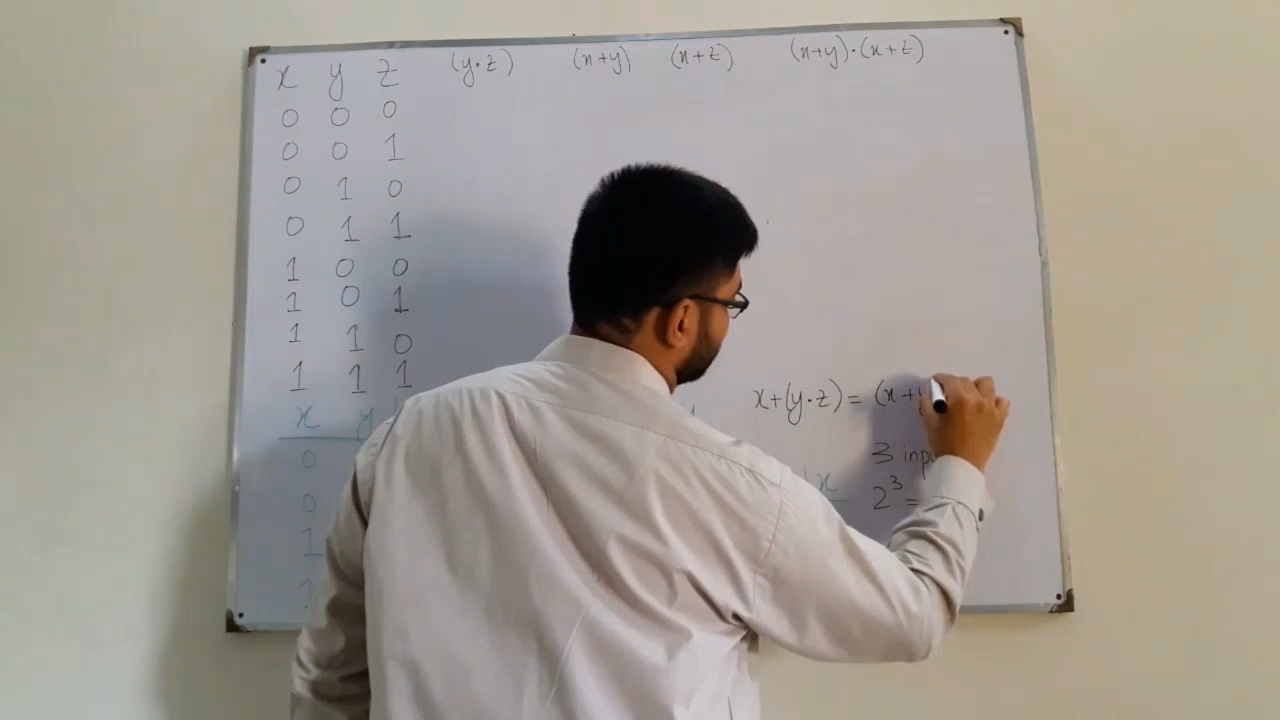 x y z (y·z) (x+y) (x+z) (x+y)·(x+z)
0 0 0
0 0 1
0 1 0
0 1 1
1 0 0
1 0 1
1 1 0
1 1 1
x+(y·z) = (x+y
x y
3 inp
0
2³ =
x
0
1
1